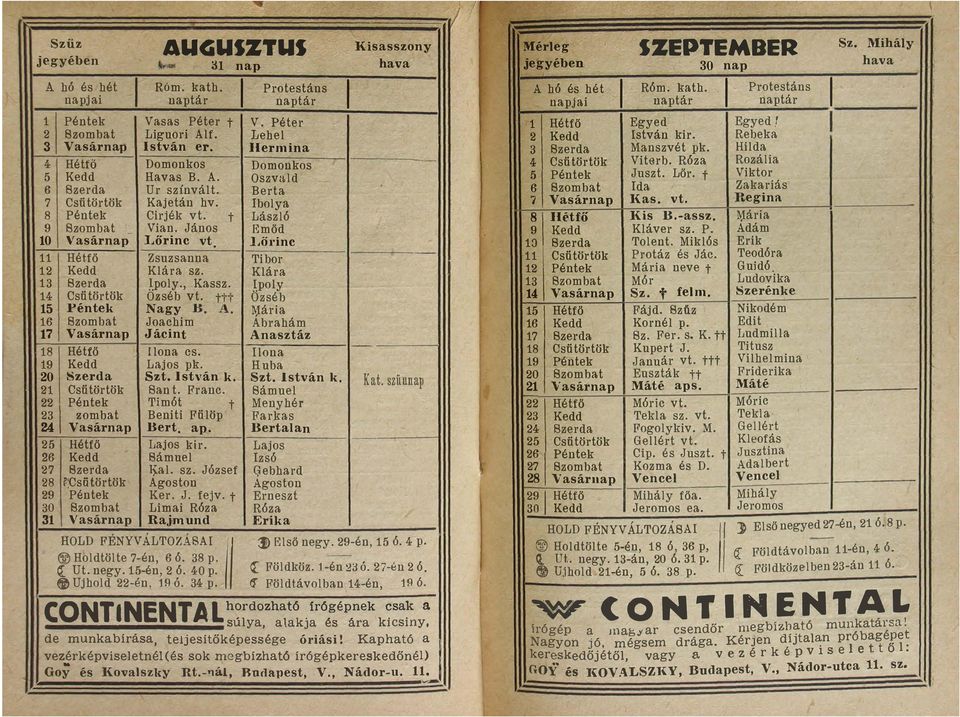 Szüz
jegyében
AUGUSZTUS
31 nap
Kisasszony
hava
A hó és hét napjai
Róm. kath. naptár
Protestáns naptár
1 Péntek Vasas Péter † V. Péter
2 Szombat Liguori Alf. Lehel
3 Vasárnap István er. Hermina
4 Hétfő Domonkos Domonkos
5 Kedd Havas B. A. Oszvald
6 Szerda Ur színvált. Berta
7 Csütörtök Kajetán hv. Ibolya
8 Péntek Cirjék vt. † László
9 Szombat Vian. János Emőd
10 Vasárnap Lőrinc vt. Lőrinc
11 Hétfő Zsuzsanna Tibor
12 Kedd Klára sz. Klára
13 Szerda Ipoly., Kassz. Ipoly
14 Csütörtök Özséb vt. ††† Özséb
15 Péntek Nagy B. A. Mária
16 Szombat Joachim Ábrahám
17 Vasárnap Jácint Anasztáz
18 Hétfő Ilona cs. Ilona
19 Kedd Lajos pk. Huba
20 Szerda Szt. István k. Szt. István k. Kat. szünnap
21 Csütörtök Sant. Franc. Sámuel
22 Péntek Timót † Menyhér
23 zombat Beniti Fülöp Farkas
24 Vasárnap Bert. ap. Bertalan
25 Hétfő Lajos kir. Lajos
26 Kedd Sámuel Izsó
27 Szerda Kal. sz. József Gebhard
28 Csütörtök Ágoston Ágoston
29 Péntek Ker. J. fejv. † Erneszt
30 Szombat Limai Róza Róza
31 Vasárnap Rajmund Erika
HOLD FÉNYVÁLTOZÁSAI
Holdtölte 7-én, 6 ó. 38 p.
Ut. negy. 15-én, 2 ó. 40 p.
Ujhold 22-én, 19 ó. 34 p.
Első negy. 29-én, 15 ó. 4 p.
Földköz. 1-én 23 ó. 27-én 2 ó,
Földtávolban 14-én, 19 ó.
CONTINENTAL hordozható írógépnek csak a
súlya, alakja és ára kicsiny,
de munkabírása, teljesítőképessége óriási! Kapható a
vezérképviseletnél (és sok megbízható írógépkereskedőnél)
Goÿ és Kovalszky Rt.-nál, Budapest, V., Nádor-u. 11.
Mérleg
jegyében
SZEPTEMBER
30 nap
Sz. Mihály
hava
A hó és hét napjai
Róm. kath. naptár
Protestáns naptár
1 Hétfő Egyed Egyed!
2 Kedd István kir. Rebeka
3 Szerda Manszvét pk. Hilda
4 Csütörtök Viterb. Róza Rozália
5 Péntek Juszt. Lőr. † Viktor
6 Szombat Ida Zakariás
7 Vasárnap Kas. vt. Regina
8 Hétfő Kis B.-assz. Mária
9 Kedd Kláver sz. P. Ádám
10 Szerda Tolent. Miklós Erik
11 Csütörtök Protáz és Jác. Teodóra
12 Péntek Mária neve † Guidó
13 Szombat Mór Ludovika
14 Vasárnap Sz. † felm. Szerénke
15 Hétfő Fájd. Szűz Nikodém
16 Kedd Kornél p. Edit
17 Szerda Sz. Fer. s. K. †† Ludmilla
18 Csütörtök Kupert J. Titusz
19 Péntek Január vt. ††† Vilhelmina
20 Szombat Euszták †† Friderika
21 Vasárnap Máté aps. Máté
22 Hétfő Móric vt. Móric
23 Kedd Tekla sz. vt. Tekla
24 Szerda Fogolykiv. M. Gellért
25 Csütörtök Gellért vt. Kleofás
26 Péntek Cip. és Juszt. † Jusztina
27 Szombat Kozma és D. Adalbert
28 Vasárnap Vencel Vencel
29 Hétfő Mihály főa. Mihály
30 Kedd Jeromos ea. Jeromos
HOLD FÉNYVÁLTOZÁSAI
Holdtölte 5-én, 18 ó, 36 p,
Ut. negy. 13-án, 20 ó. 31 p.
Ujhold 21-én, 5 ó. 38 p.
Első negyed 27-én, 21 ó. 8 p.
Földtávolban 11-én, 4 ó.
Földközelben 23-án 11 ó.
CONTINENTAL
írógép a magyar csendőr megbízható munkatársa!
Nagyon jó, mégsem drága. Kérjen díjtalan próbagépet
kereskedőjétől, vagy a vezérképviselettől:
GOŸ és KOVALSZKY, Budapest, V., Nádor-utca 11. sz.